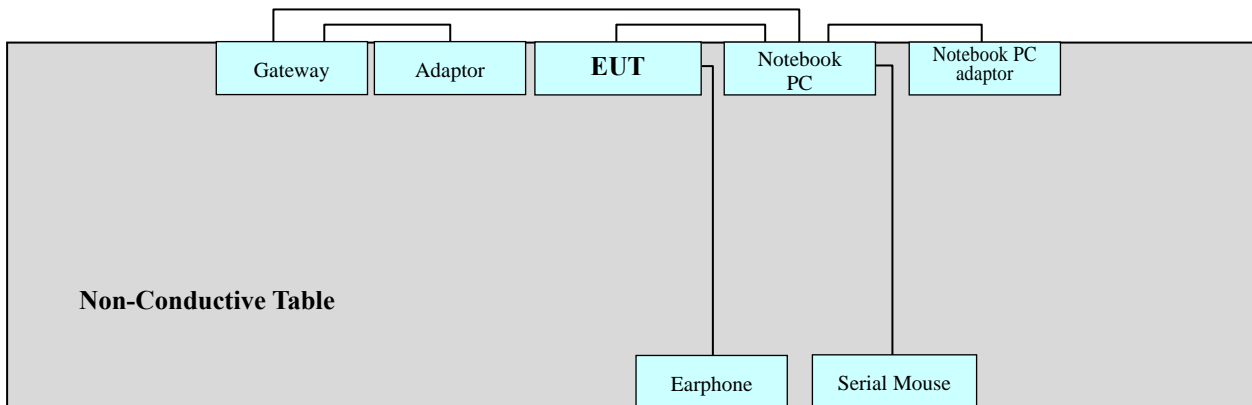 Gateway
Adaptor
EUT
Notebook
PC
Notebook PC
adaptor
Non-Conductive Table
Earphone
Serial Mouse